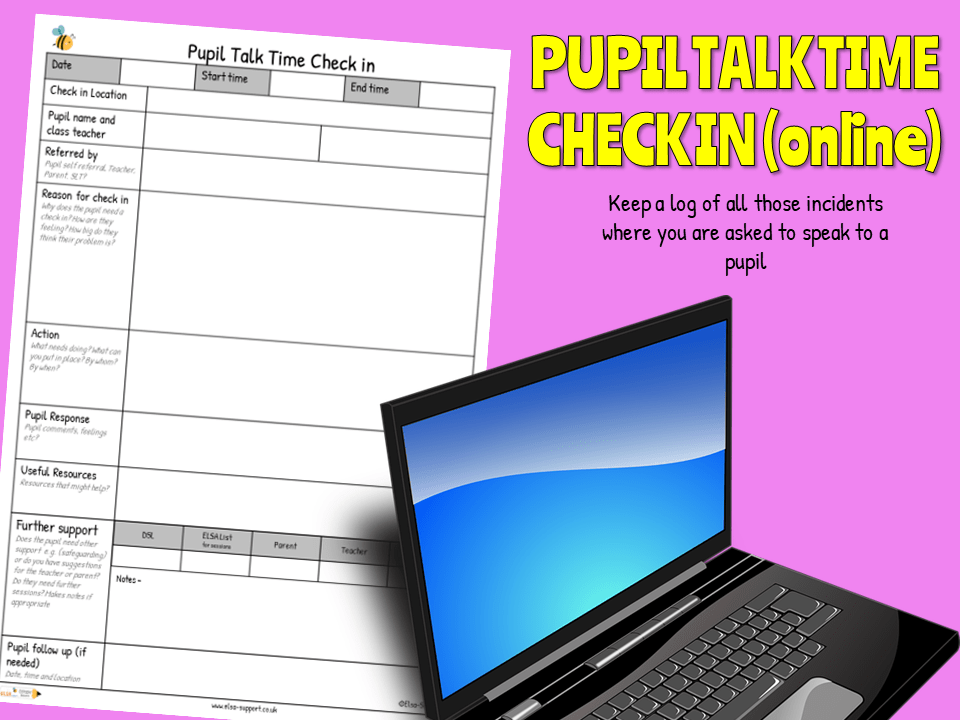 PUPIL TALK TIME
CHECK IN (online)
Keep a log of all those incidents
where you are asked to speak to a
pupil
Pupil Talk Time Check in
Date
Start time
End time
Check in Location
Pupil name and
class teacher
Referred by
Pupil self referral, Teacher,
Parent, SLT?
Reason for check in
Why does the pupil need a
check in? How are they
feeling? How big do they
think their problem is?
Action
What needs doing? What can
you put in place? By whom?
By when?
Pupil Response
Pupil comments, feelings
etc?
Useful Resources
Resources that might help?
Further support
Does the pupil need other
support e.g. (safeguarding)
or do you have suggestions
for the teacher or parent?
Do they need further
sessions? Makes notes if
appropriate
DSL
ELSA List
for sessions
Parent
Teacher
Notes -
Pupil follow up (if
needed)
Date, time and location
www.elsa-support.co.uk
©Elsa-S